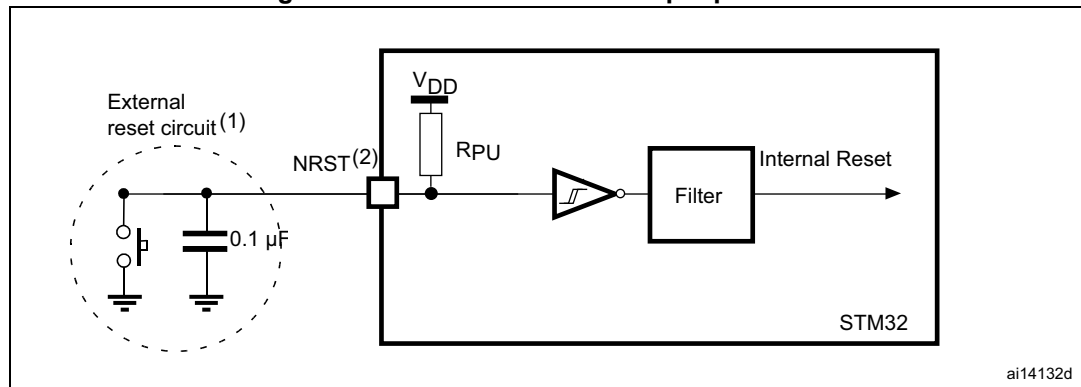 External
reset circuit(1)
NRST(2)
VDD
RPU
0.1 µF
Filter
Internal Reset
STM32
ai14132d